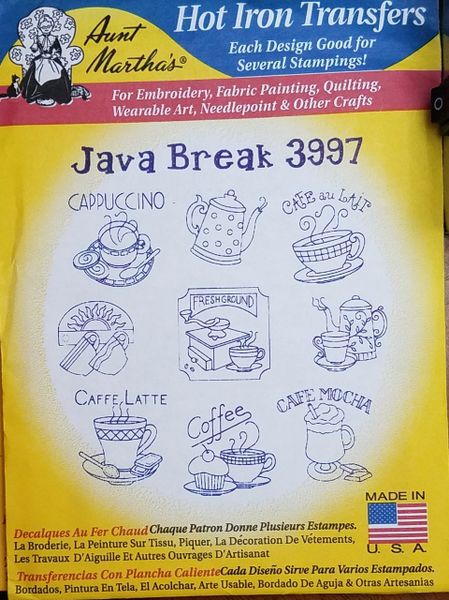 Aunt Martha's®
Hot Iron Transfers
Each Design Good for
Several Stampings!
For Embroidery, Fabric Painting, Quilting,
Wearable Art, Needlepoint & Other Crafts
Java Break 3997
CAPPUCCINO
CAFE au LAIT
FRESH GROUND
CAFFE LATTE
Coffee
CAFE MOCHA
MADE IN
U. S. A.
Decalques Au Fer Chaud Chaque Patron Donne Plusieurs Estampes.
La Broderie, La Peinture Sur Tissu, Piquer, La Décoration De Vétements,
Les Travaux D'Aiguille Et Autres Ouvrages D'Artisanat
Transferencias Con Plancha Caliente Cada Diseño Sirve Para Varios Estampados.
Bordados, Pintura En Tela, El Acolchar, Arte Usable, Bordado De Aguja & Otras Artesanias